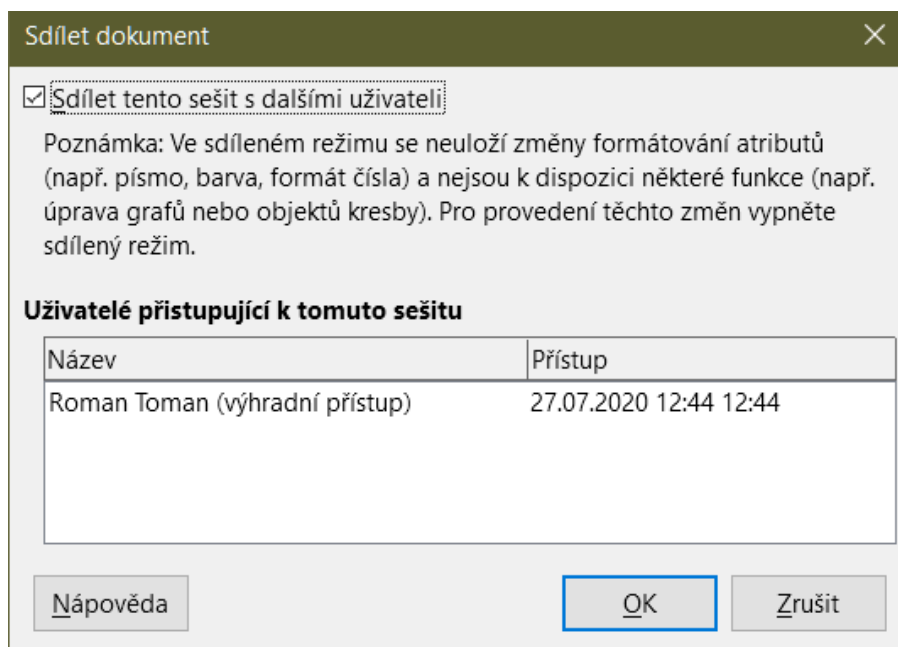 Sdílet dokument
Sdílet tento sešit s dalšími uživateli
Poznámka: Ve sdíleném režimu se neuloží změny formátování atributů
(např. písmo, barva, formát čísla) a nejsou k dispozici některé funkce (např.
úprava grafů nebo objektů kresby). Pro provedení těchto změn vypněte
sdílený režim.
Uživatelé přistupující k tomuto sešitu
Název Přístup
Roman Toman (výhradní přístup) 27.07.2020 12:44 12:44
Nápověda OK Zrušit